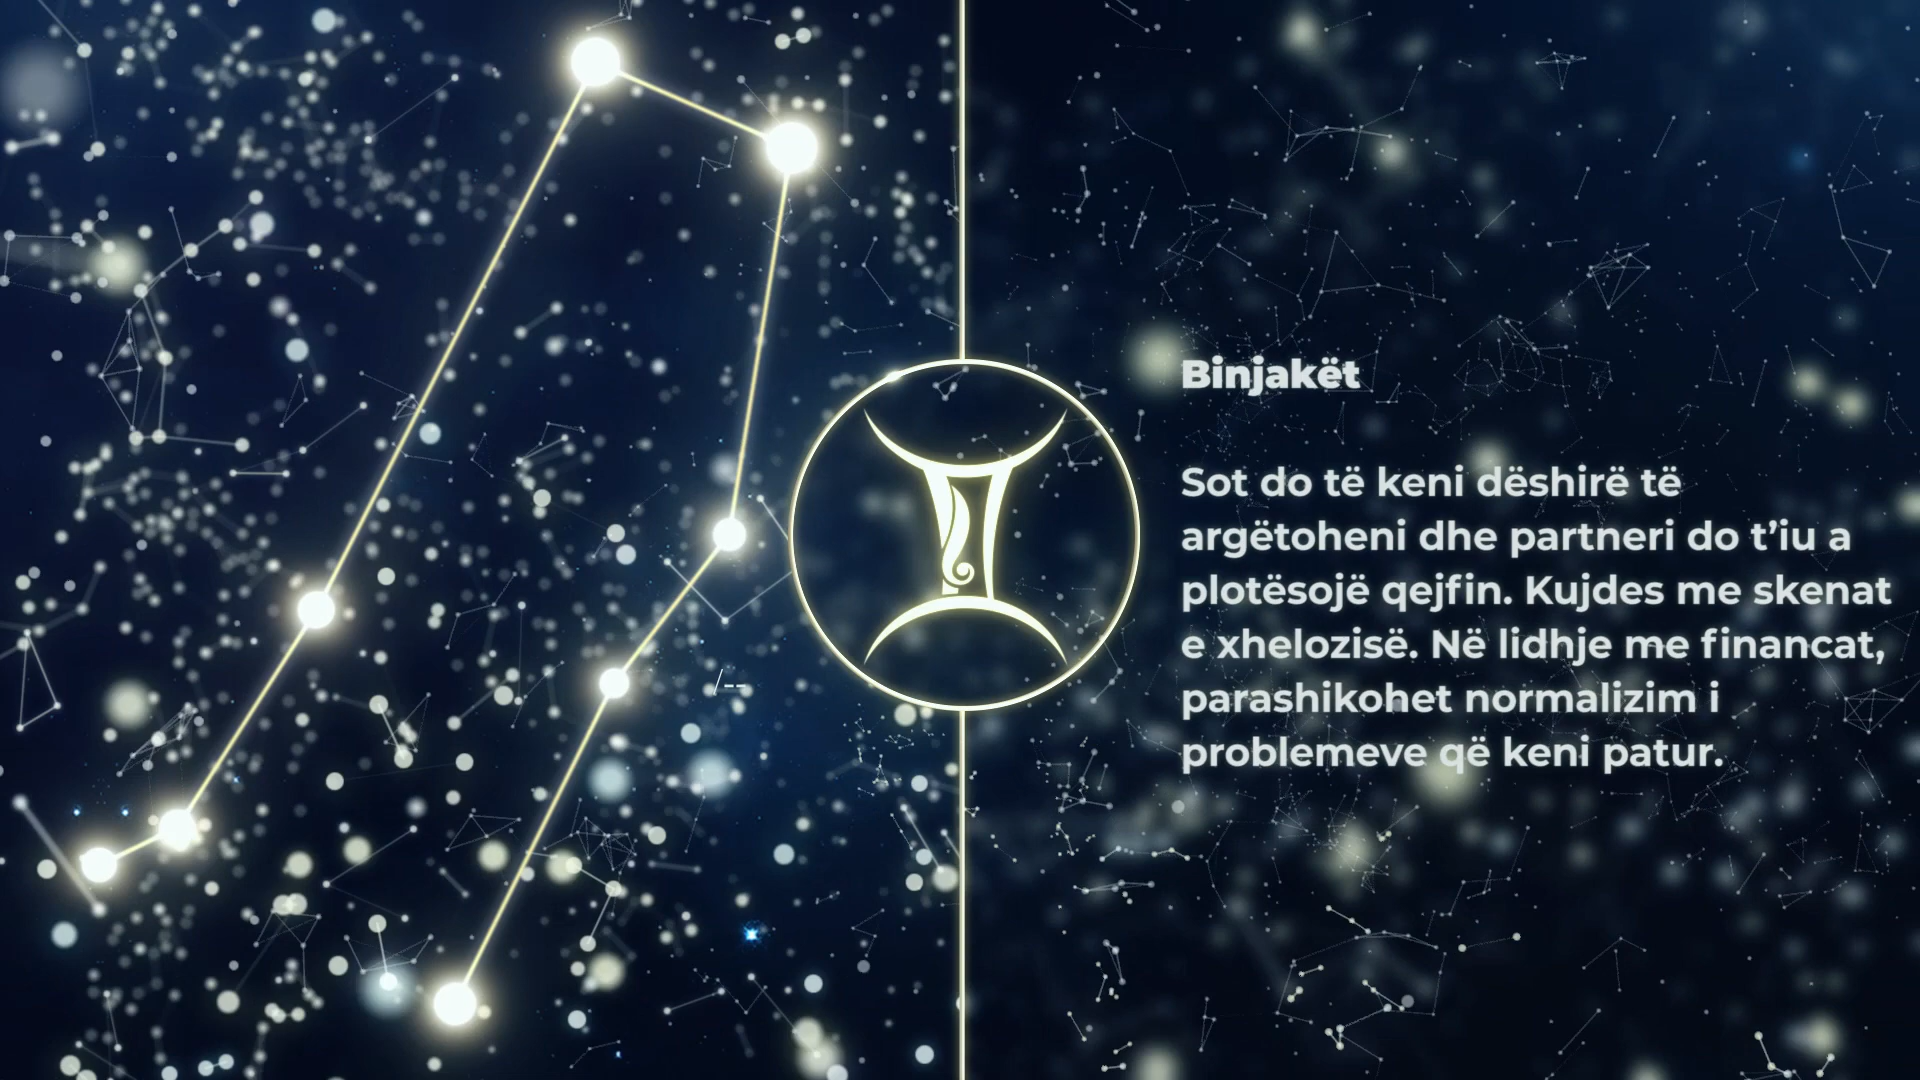 Binjakët
Sot do të keni dëshirë të
argëtoheni dhe partneri do t’iu a
plotësojë qejfin. Kujdes me skenat
e xhelozisë. Në lidhje me financat,
parashikohet normalizim i
problemeve që keni patur.